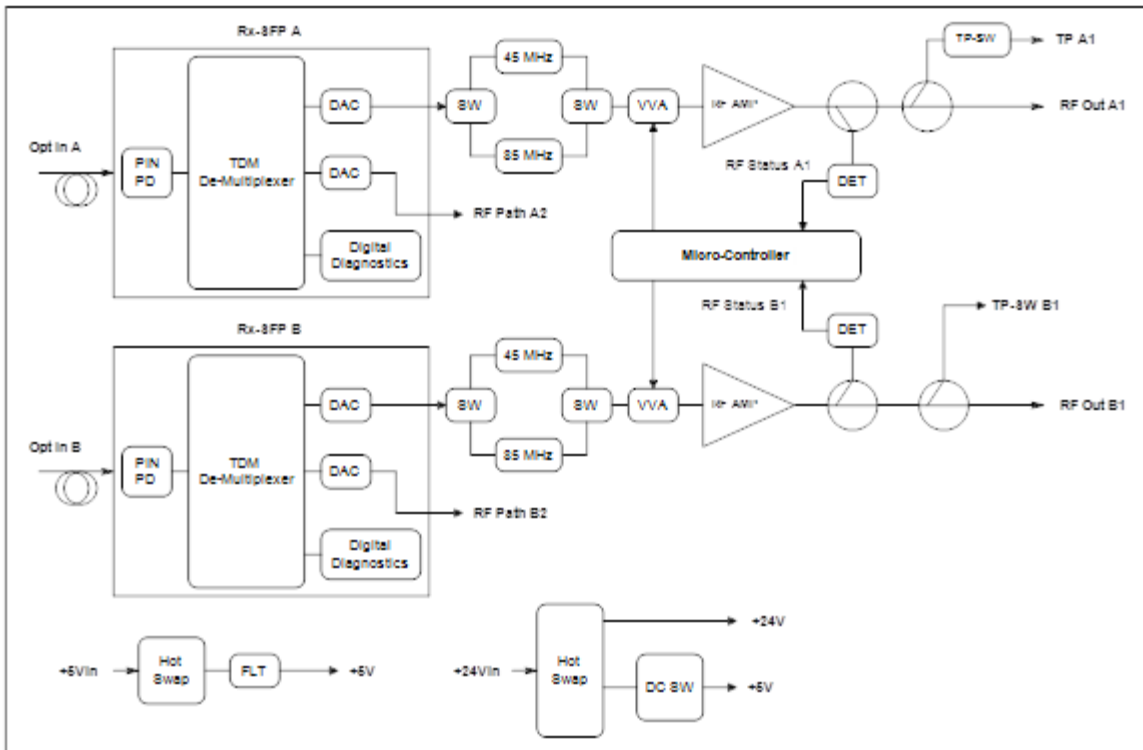 Rx-SFP A
45 MHz
TP-SW
TP A1
DAC
SW
SW
VVA
RF AMP
RF Out A1
Opt In A
PIN
PD
TDM
De-Multiplexer
85 MHz
DAC
RF Status A1
DET
RF Path A2
Digital
Diagnostics
Micro-Controller
RF Status B1
TP-SW B1
Rx-SFP B
DET
45 MHz
DAC
SW
SW
VVA
RF AMP
RF Out B1
Opt In B
PIN
PD
TDM
De-Multiplexer
85 MHz
DAC
RF Path B2
Digital
Diagnostics
+24V
+5VIn
Hot
Swap
FLT
+5V
+24VIn
Hot
Swap
DC SW
+5V